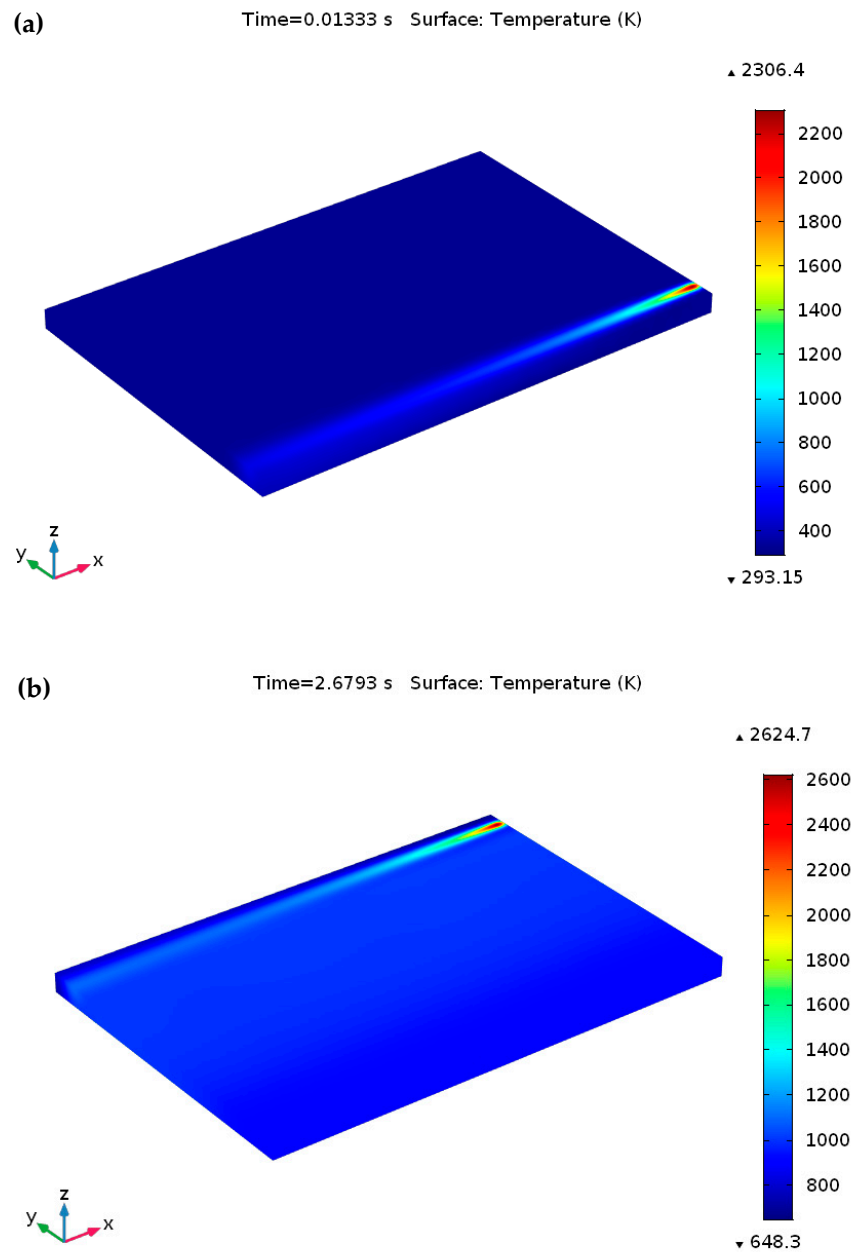 (a)
Time=0.01333 s Surface: Temperature (K)
▲ 2306.4
2200
2000
1800
1600
1400
1200
1000
800
600
400
▼ 293.15
z
y
x
(b)
Time=2.6793 s Surface: Temperature (K)
▲ 2624.7
2600
2400
2200
2000
1800
1600
1400
1200
1000
800
▼ 648.3
z
y
x